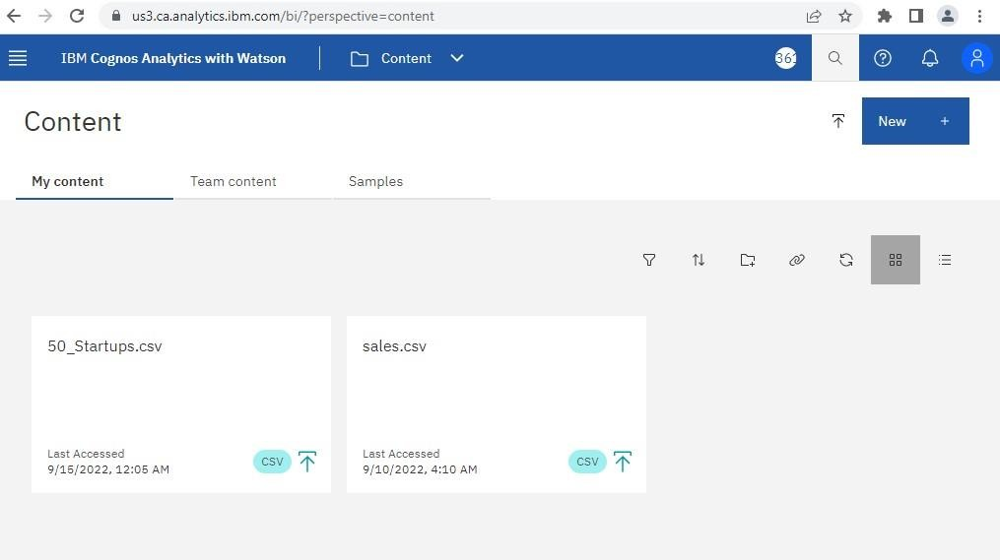 us3.ca.analytics.ibm.com/bi/?perspective=content
IBM Cognos Analytics with Watson
Content
361
Content
New +
My content
Team content
Samples
50_Startups.csv
Last Accessed
9/15/2022, 12:05 AM
CSV
sales.csv
Last Accessed
9/10/2022, 4:10 AM
CSV